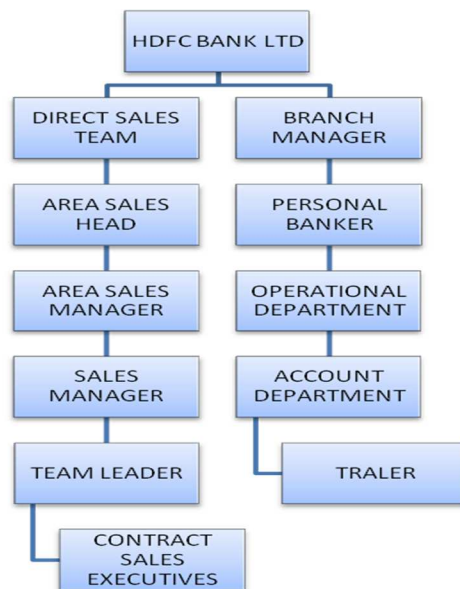 HDFC BANK LTD
DIRECT SALES
TEAM
AREA SALES
HEAD
AREA SALES
MANAGER
SALES
MANAGER
TEAM LEADER
CONTRACT
SALES
EXECUTIVES
BRANCH
MANAGER
PERSONAL
BANKER
OPERATIONAL
DEPARTMENT
ACCOUNT
DEPARTMENT
TRALER